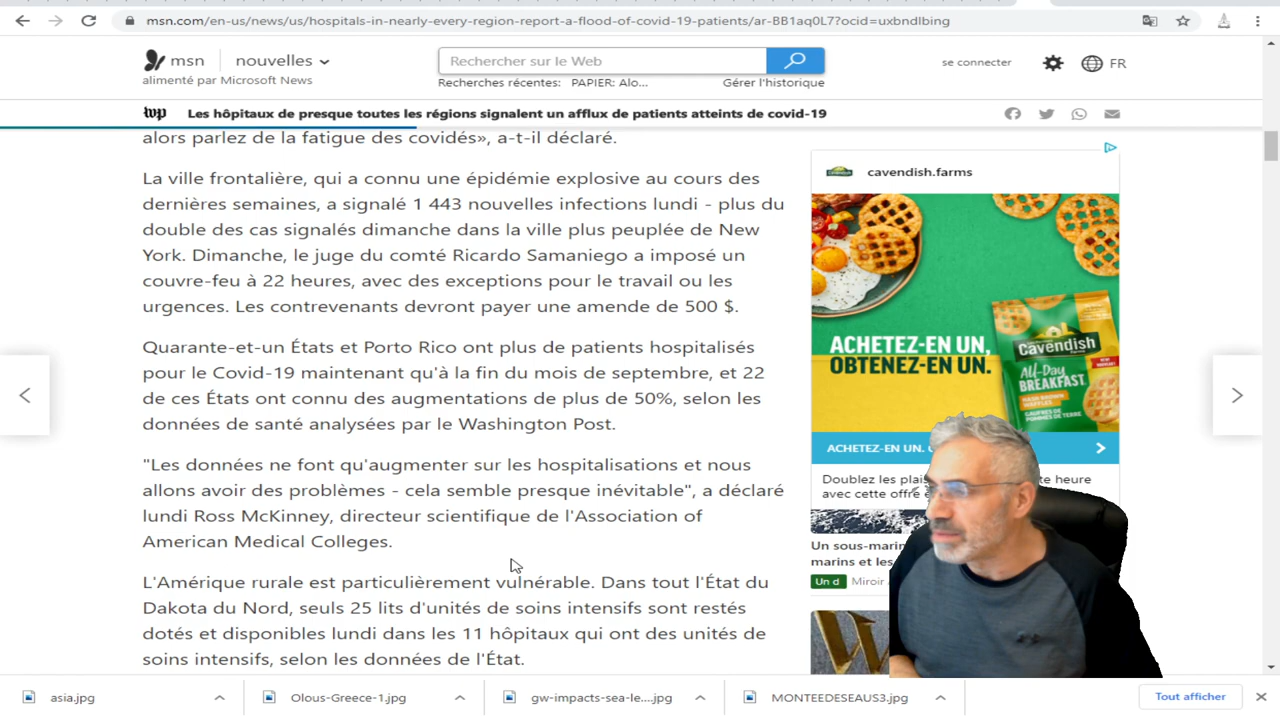 msn.com/en-us/news/us/hospitals-in-nearly-every-region-report-a-flood-of-covid-19-patients/ar-BB1aq0L7?ocid=uxbndlbing
msn
nouvelles
alimenté par Microsoft News
Rechercher sur le Web
Recherches récentes: PAPIER: Alo...
Gérer l'historique
se connecter
FR
wp Les hôpitaux de presque toutes les régions signalent un afflux de patients atteints de covid-19
alors parlez de la fatigue des covidés», a-t-il déclaré.
La ville frontalière, qui a connu une épidémie explosive au cours des
dernières semaines, a signalé 1 443 nouvelles infections lundi - plus du
double des cas signalés dimanche dans la ville plus peuplée de New
York. Dimanche, le juge du comté Ricardo Samaniego a imposé un
couvre-feu à 22 heures, avec des exceptions pour le travail ou les
urgences. Les contrevenants devront payer une amende de 500 $.
Quarante-et-un États et Porto Rico ont plus de patients hospitalisés
pour le Covid-19 maintenant qu'à la fin du mois de septembre, et 22
de ces États ont connu des augmentations de plus de 50%, selon les
données de santé analysées par le Washington Post.
"Les données ne font qu'augmenter sur les hospitalisations et nous
allons avoir des problèmes - cela semble presque inévitable", a déclaré
lundi Ross McKinney, directeur scientifique de l'Association of
American Medical Colleges.
L'Amérique rurale est particulièrement vulnérable. Dans tout l'État du
Dakota du Nord, seuls 25 lits d'unités de soins intensifs sont restés
dotés et disponibles lundi dans les 11 hôpitaux qui ont des unités de
soins intensifs, selon les données de l'État.
cavendish.farms
ACHETEZ-EN UN,
OBTENEZ-EN UN.
Cavendish
All-Day
BREAKFAST
HASH BROWN
WAFFLES
GAUFRES DE
POMMES DE TERRE
ACHETEZ-EN UN.
Doublez les
te heure
avec cette offre
Un sous-marin
marins et les
Un d Miroir
asia.jpg
Olous-Greece-1.jpg
gw-impacts-sea-le....jpg
MONTEEDESEAUS3.jpg
Tout afficher